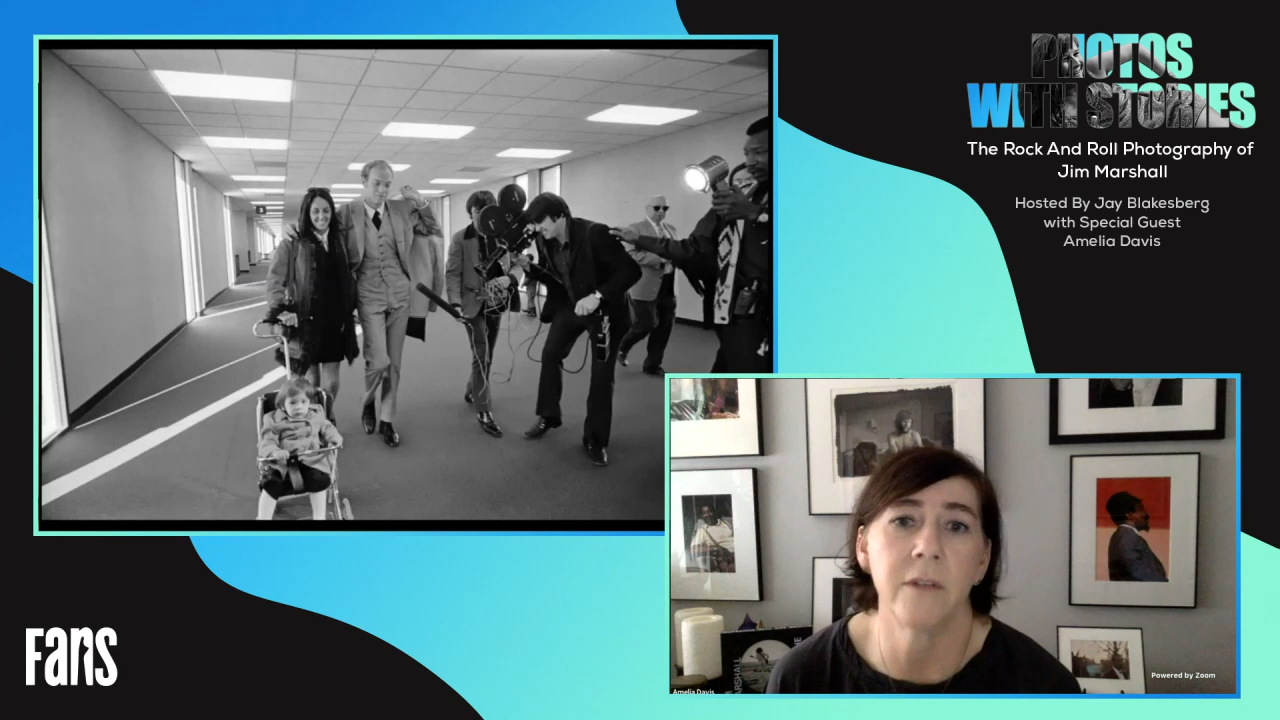 PHOTOS
WITH STORIES
The Rock And Roll Photography of
Jim Marshall
Hosted By Jay Blakesberg
with Special Guest
Amelia Davis
Fans
MARSHALL
Amelia Davis
Powered by Zoom